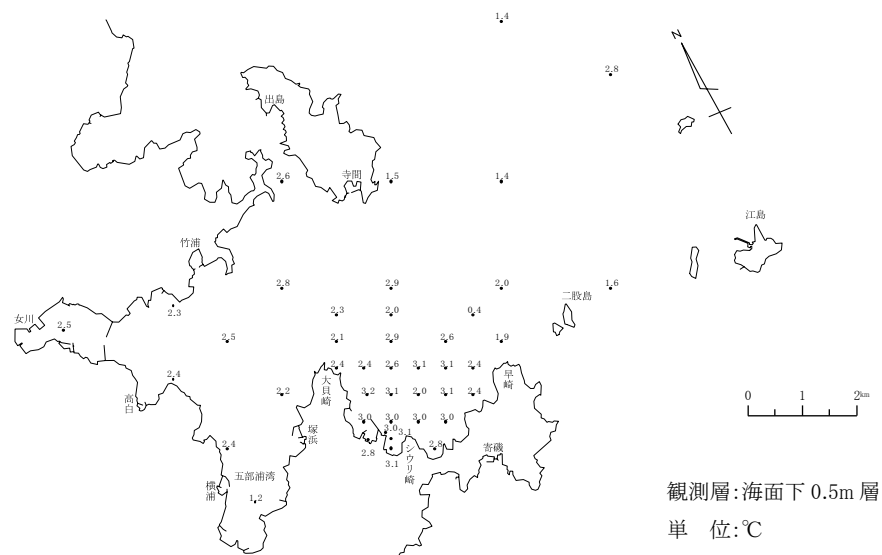 1.4
2.8
N
出島
2.6
寺間
1.5
1.4
江島
竹浦
2.8
2.9
2.0
1.6
二股島
2.3
2.3
2.0
0.4
女川
2.5
2.5
2.1
2.9
2.6
1.9
2.4
2.4
2.6
3.1
3.1
2.4
早崎
2.4
高白
2.2
大貝崎
3.2
3.1
2.0
3.1
2.4
0 1 2km
3.0
3.0
3.0
3.0
塚浜
3.0
3.1
2.4
2.8
3.1
シウリ崎
2.8
寄磯
五部浦湾
横浦
1.2
観測層:海面下 0.5m 層
単 位:℃